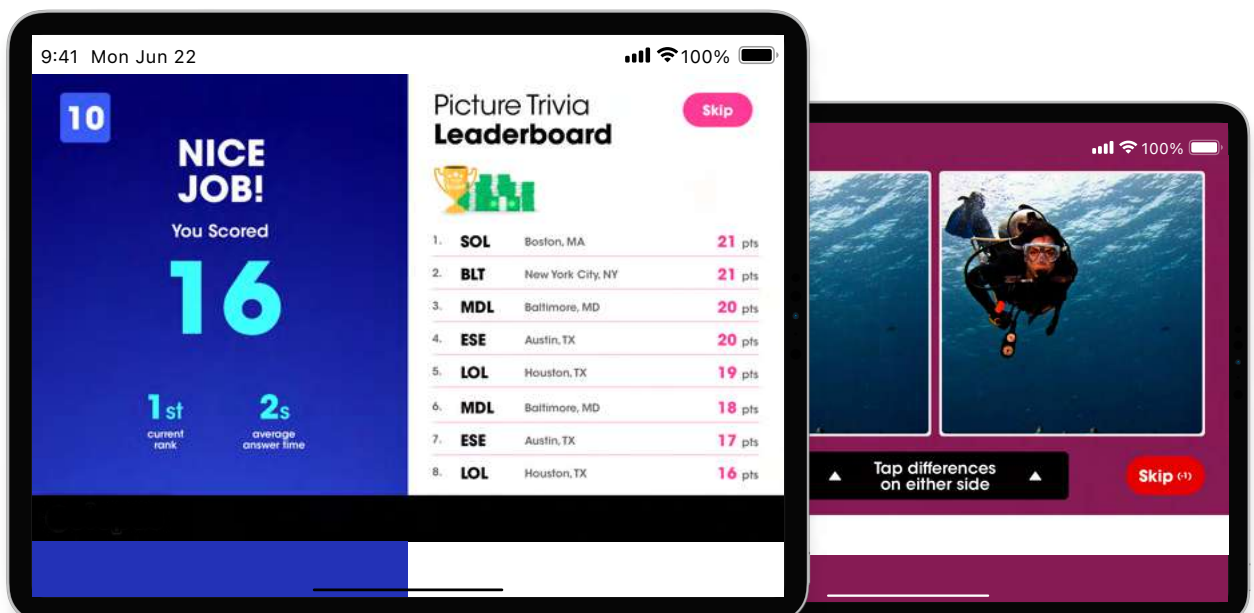 9:41 Mon Jun 22
100%
10
NICE
JOB!
You Scored
16
1st
current
rank
2s
average
answer time
Picture Trivia
Leaderboard
Skip
1. SOL Boston, MA 21 pts
2. BLT New York City, NY 21 pts
3. MDL Baltimore, MD 20 pts
4. ESE Austin, TX 20 pts
5. LOL Houston, TX 19 pts
6. MDL Baltimore, MD 18 pts
7. ESE Austin, TX 17 pts
8. LOL Houston, TX 16 pts
100%
Tap differences
on either side
Skip (-1)